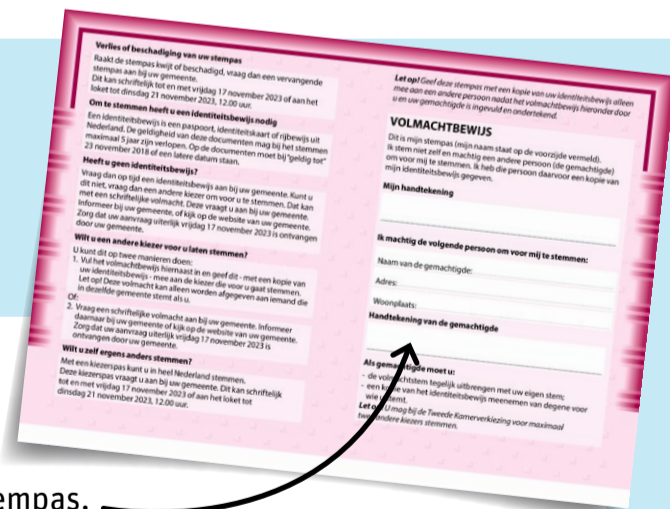 Verlies of beschadiging van uw stempas
Raakt de stempas kwijt of beschadigd, vraag dan een vervangende
stempas aan bij uw gemeente.
Dit kan schriftelijk tot en met vrijdag 17 november 2023 of aan het
loket tot dinsdag 21 november 2023, 12.00 uur.
Om te stemmen heeft u een identiteitsbewijs nodig
Een identiteitsbewijs is een paspoort, identiteitskaart of rijbewijs uit
Nederland. De geldigheid van deze documenten mag bij het stemmen
maximaal 5 jaar zijn verlopen. Op de documenten moet bij "geldig tot"
23 november 2018 of een latere datum staan.
Heeft u geen identiteitsbewijs?
Vraag dan op tijd een identiteitsbewijs aan bij uw gemeente. Kunt u
dit niet, vraag dan een andere kiezer om voor u te stemmen. Dat kan
met een schriftelijke volmacht. Deze vraagt u aan bij uw gemeente.
Informeer bij uw gemeente, of kijk op de website van uw gemeente.
Zorg dat uw aanvraag uiterlijk vrijdag 17 november 2023 is ontvangen
door uw gemeente.
Wilt u een andere kiezer voor u laten stemmen?
U kunt dit op twee manieren doen:
1. Vul het volmachtbewijs hiernaast in en geef dit - met een kopie van
uw identiteitsbewijs - mee aan de kiezer die voor u gaat stemmen.
Let op! Deze volmacht kan alleen worden afgegeven aan iemand die
in dezelfde gemeente stemt als u.
Of:
2. Vraag een schriftelijke volmacht aan bij uw gemeente. Informeer
daarnaar bij uw gemeente of kijk op de website van uw gemeente.
Zorg dat uw aanvraag uiterlijk vrijdag 17 november 2023 is
ontvangen door uw gemeente.
Wilt u zelf ergens anders stemmen?
Met een kiezerspas kunt u in heel Nederland stemmen.
Deze kiezerspas vraagt u aan bij uw gemeente. Dit kan schriftelijk
tot en met vrijdag 17 november 2023 of aan het loket tot
dinsdag 21 november 2023, 12.00 uur.
Let op! Geef deze stempas met een kopie van uw identiteitsbewijs alleen
mee aan een andere persoon nadat het volmachtbewijs hieronder door
u en uw gemachtigde is ingevuld en ondertekend.
VOLMACHTBEWIJS
Dit is mijn stempas (mijn naam staat op de voorzijde vermeld).
Ik stem niet zelf en machtig een andere persoon (de gemachtigde)
om voor mij te stemmen. Ik heb die persoon daarvoor een kopie van
mijn identiteitsbewijs gegeven.
Mijn handtekening
Ik machtig de volgende persoon om voor mij te stemmen:
Naam van de gemachtigde:
Adres:
Woonplaats:
Handtekening van de gemachtigde
Als gemachtigde moet u:
- de volmachtstem tegelijk uitbrengen met uw eigen stem;
- een kopie van het identiteitsbewijs meenemen van degene voor
wie u stemt.
Let op! U mag bij de Tweede Kamerverkiezing voor maximaal
twee andere kiezers stemmen.